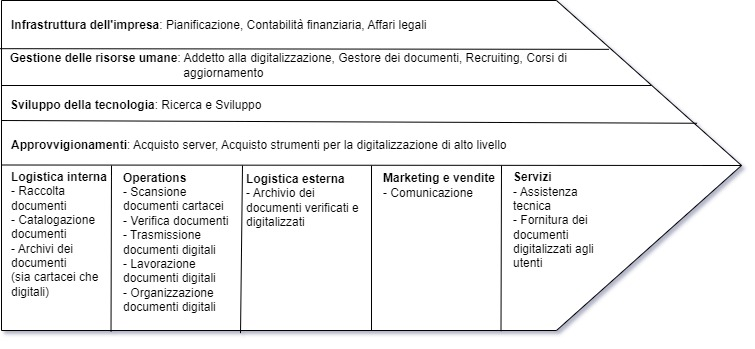 Infrastruttura dell'impresa: Pianificazione, Contabilità finanziaria, Affari legali
Gestione delle risorse umane: Addetto alla digitalizzazione, Gestore dei documenti, Recruiting, Corsi di
aggiornamento
Sviluppo della tecnologia: Ricerca e Sviluppo
Approvvigionamenti: Acquisto server, Acquisto strumenti per la digitalizzazione di alto livello
Logistica interna
- Raccolta
documenti
- Catalogazione
documenti
- Archivi dei
documenti
(sia cartacei che
digitali)
Operations
- Scansione
documenti cartacei
- Verifica documenti
- Trasmissione
documenti digitali
- Lavorazione
documenti digitali
- Organizzazione
documenti digitali
Logistica esterna
- Archivio dei
documenti verificati e
digitalizzati
Marketing e vendite
- Comunicazione
Servizi
- Assistenza
tecnica
- Fornitura dei
documenti
digitalizzati agli
utenti